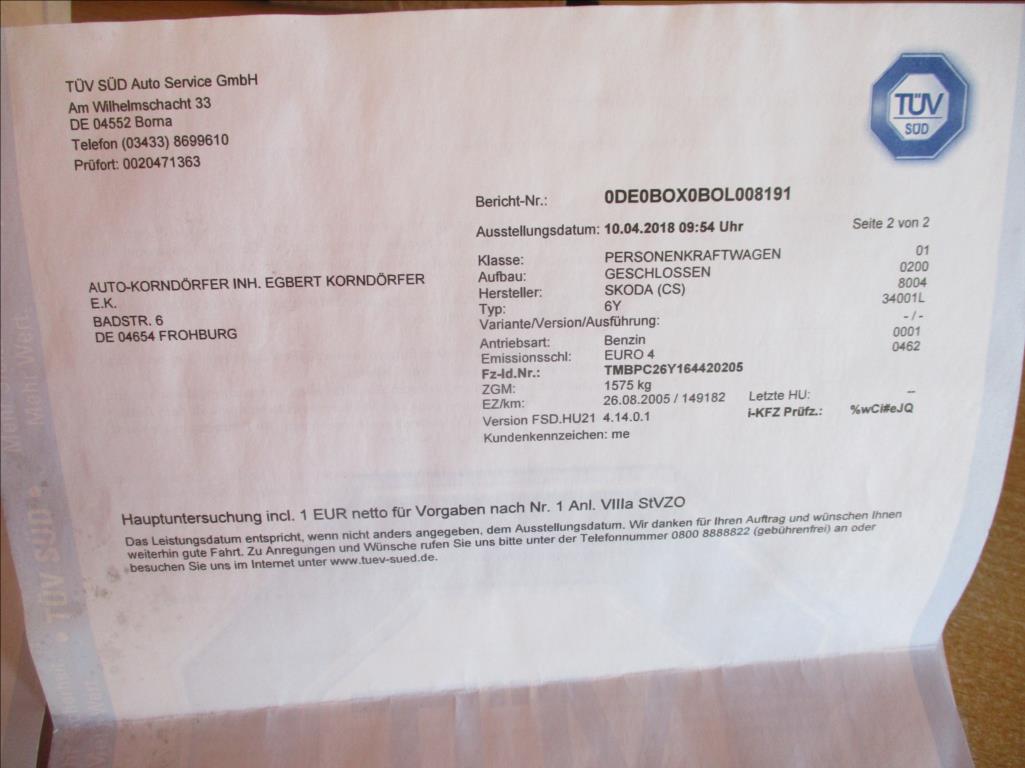 TÜV SÜD Auto Service GmbH
Am Wilhelmschacht 33
DE 04552 Borna
Telefon (03433) 8699610
Prüfort: 0020471363
TÜV
SÜD
Bericht-Nr.: 0DE0BOX0BOL008191
Ausstellungsdatum: 10.04.2018 09:54 Uhr Seite 2 von 2
AUTO-KORNDÖRFER INH. EGBERT KORNDÖRFER
E.K.
BADSTR. 6
DE 04654 FROHBURG
Klasse: PERSONENKRAFTWAGEN 01
Aufbau: GESCHLOSSEN 0200
Hersteller: SKODA (CS) 8004
Typ: 6Y 34001L
Variante/Version/Ausführung: - / -
Antriebsart: Benzin 0001
Emissionsschl: EURO 4 0462
Fz-Id.Nr.: TMBPC26Y164420205
ZGM: 1575 kg
EZ/km: 26.08.2005 / 149182 Letzte HU: --
Version FSD.HU21 4.14.0.1 i-KFZ Prüfz.: %wCi#eJQ
Kundenkennzeichen: me
Hauptuntersuchung incl. 1 EUR netto für Vorgaben nach Nr. 1 Anl. VIIIa StVZO
Das Leistungsdatum entspricht, wenn nicht anders angegeben, dem Ausstellungsdatum. Wir danken für Ihren Auftrag und wünschen Ihnen
weiterhin gute Fahrt. Zu Anregungen und Wünsche rufen Sie uns bitte unter der Telefonnummer 0800 8888822 (gebührenfrei) an oder
besuchen Sie uns im Internet unter www.tuev-sued.de.
Mehr Wert.
• TÜV SÜD •